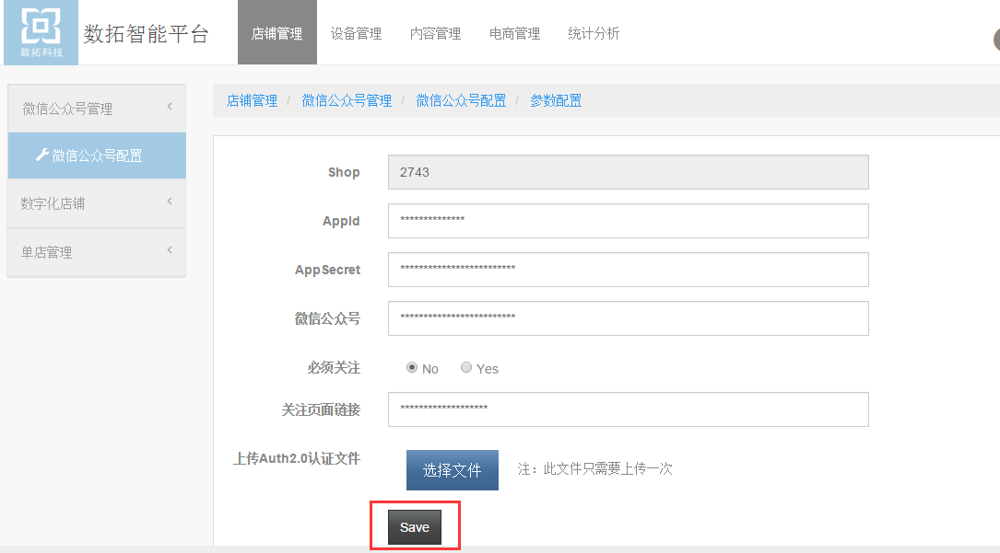 数拓科技
数拓智能平台
店铺管理 设备管理 内容管理 电商管理 统计分析
微信公众号管理
微信公众号配置
数字化店铺
单店管理
店铺管理 / 微信公众号管理 / 微信公众号配置 / 参数配置
Shop 2743
AppId **************
AppSecret *************************
微信公众号 *************************
必须关注 No Yes
关注页面链接 *******************
上传Auth2.0认证文件 选择文件 注：此文件只需要上传一次
Save